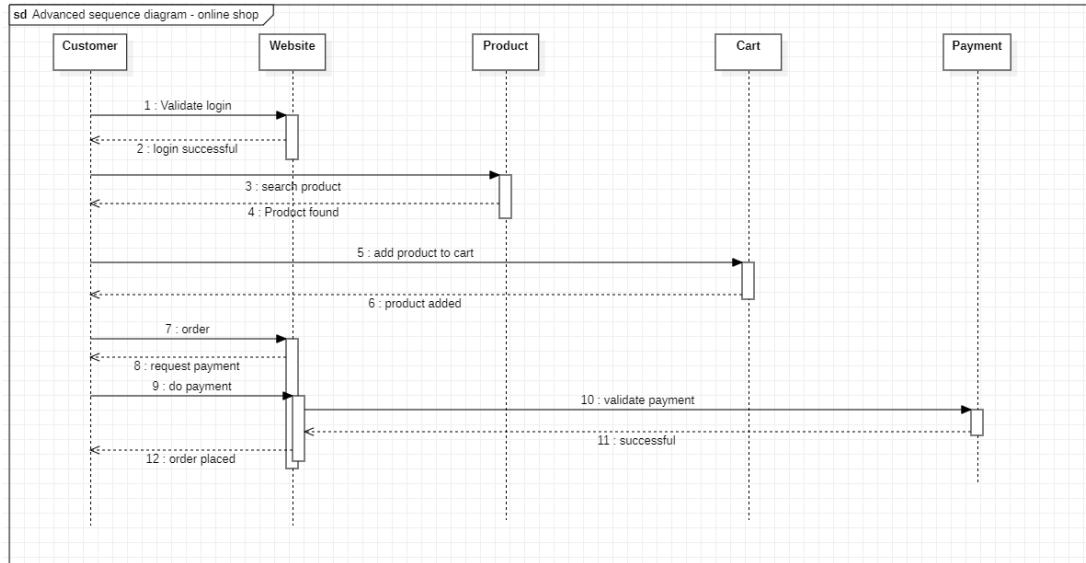 sd Advanced sequence diagram - online shop
Customer
Website
Product
Cart
Payment
1 : Validate login
2 : login successful
3 : search product
4 : Product found
5 : add product to cart
6 : product added
7 : order
8 : request payment
9 : do payment
10 : validate payment
11 : successful
12 : order placed